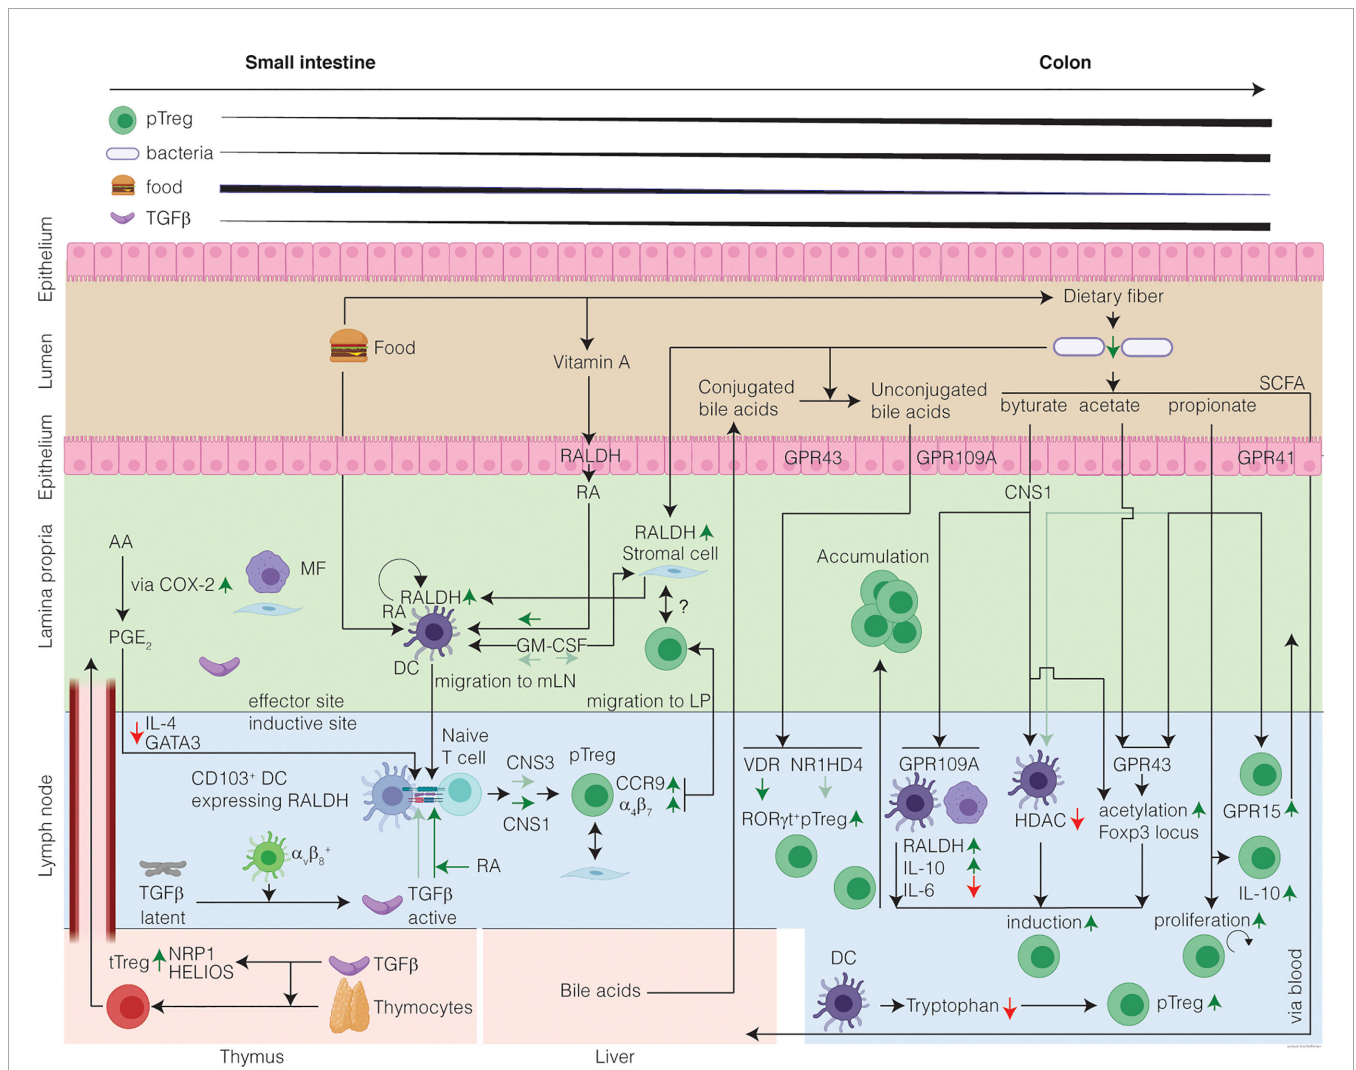 Small intestine
Colon
pTreg
bacteria
food
TGFβ
Epithelium
Lumen
Epithelium
Lamina propria
Lymph node
Dietary fiber
Food
Vitamin A
Conjugated
bile acids
Unconjugated
bile acids
SCFA
byturate acetate propionate
RALDH
GPR43
GPR109A
GPR41
RA
CNS1
AA
via COX-2
MF
PGE2
RALDH
Stromal cell
?
RALDH
RA
DC
GM-CSF
migration to mLN
migration to LP
Accumulation
effector site
inductive site
IL-4
GATA3
CD103+ DC
expressing RALDH
Naive
T cell
CNS3
CNS1
pTreg
CCR9
α4β7
αvβ8+
RA
TGFβ
latent
TGFβ
active
VDR NR1HD4
RORγt+pTreg
GPR109A
RALDH
IL-10
IL-6
HDAC
GPR43
acetylation
Foxp3 locus
GPR15
IL-10
induction
proliferation
tTreg
NRP1
HELIOS
TGFβ
Thymocytes
Bile acids
DC
Tryptophan
pTreg
via blood
Thymus
Liver